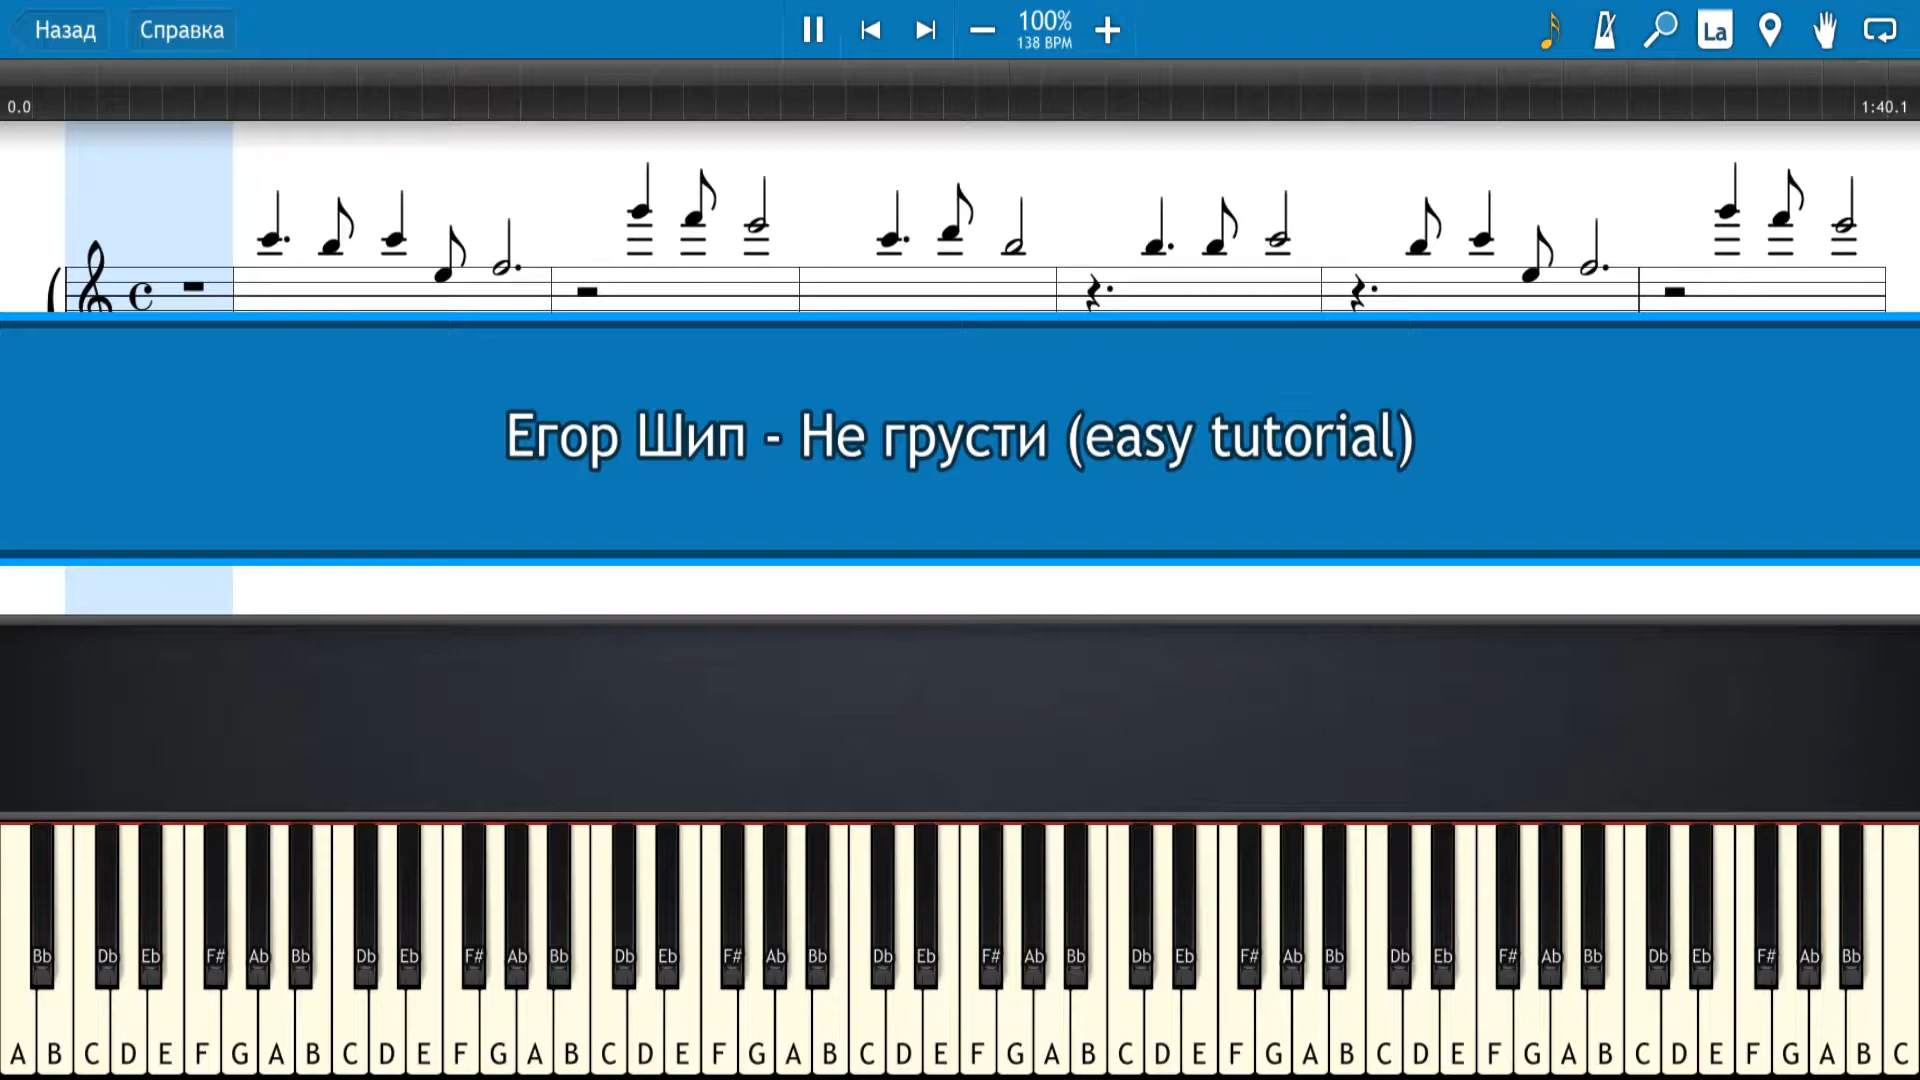 Назад Справка 100% La
138 BPM
0.0 1:40.1
Егор Шип - Не грусти (easy tutorial)
Bb Db Eb F# Ab Bb Db Eb F# Ab Bb Db Eb F# Ab Bb Db Eb F# Ab Bb Db Eb F# Ab Bb Db Eb F# Ab Bb Db Eb F# Ab Bb
A B C D E F G A B C D E F G A B C D E F G A B C D E F G A B C D E F G A B C D E F G A B C D E F G A B C